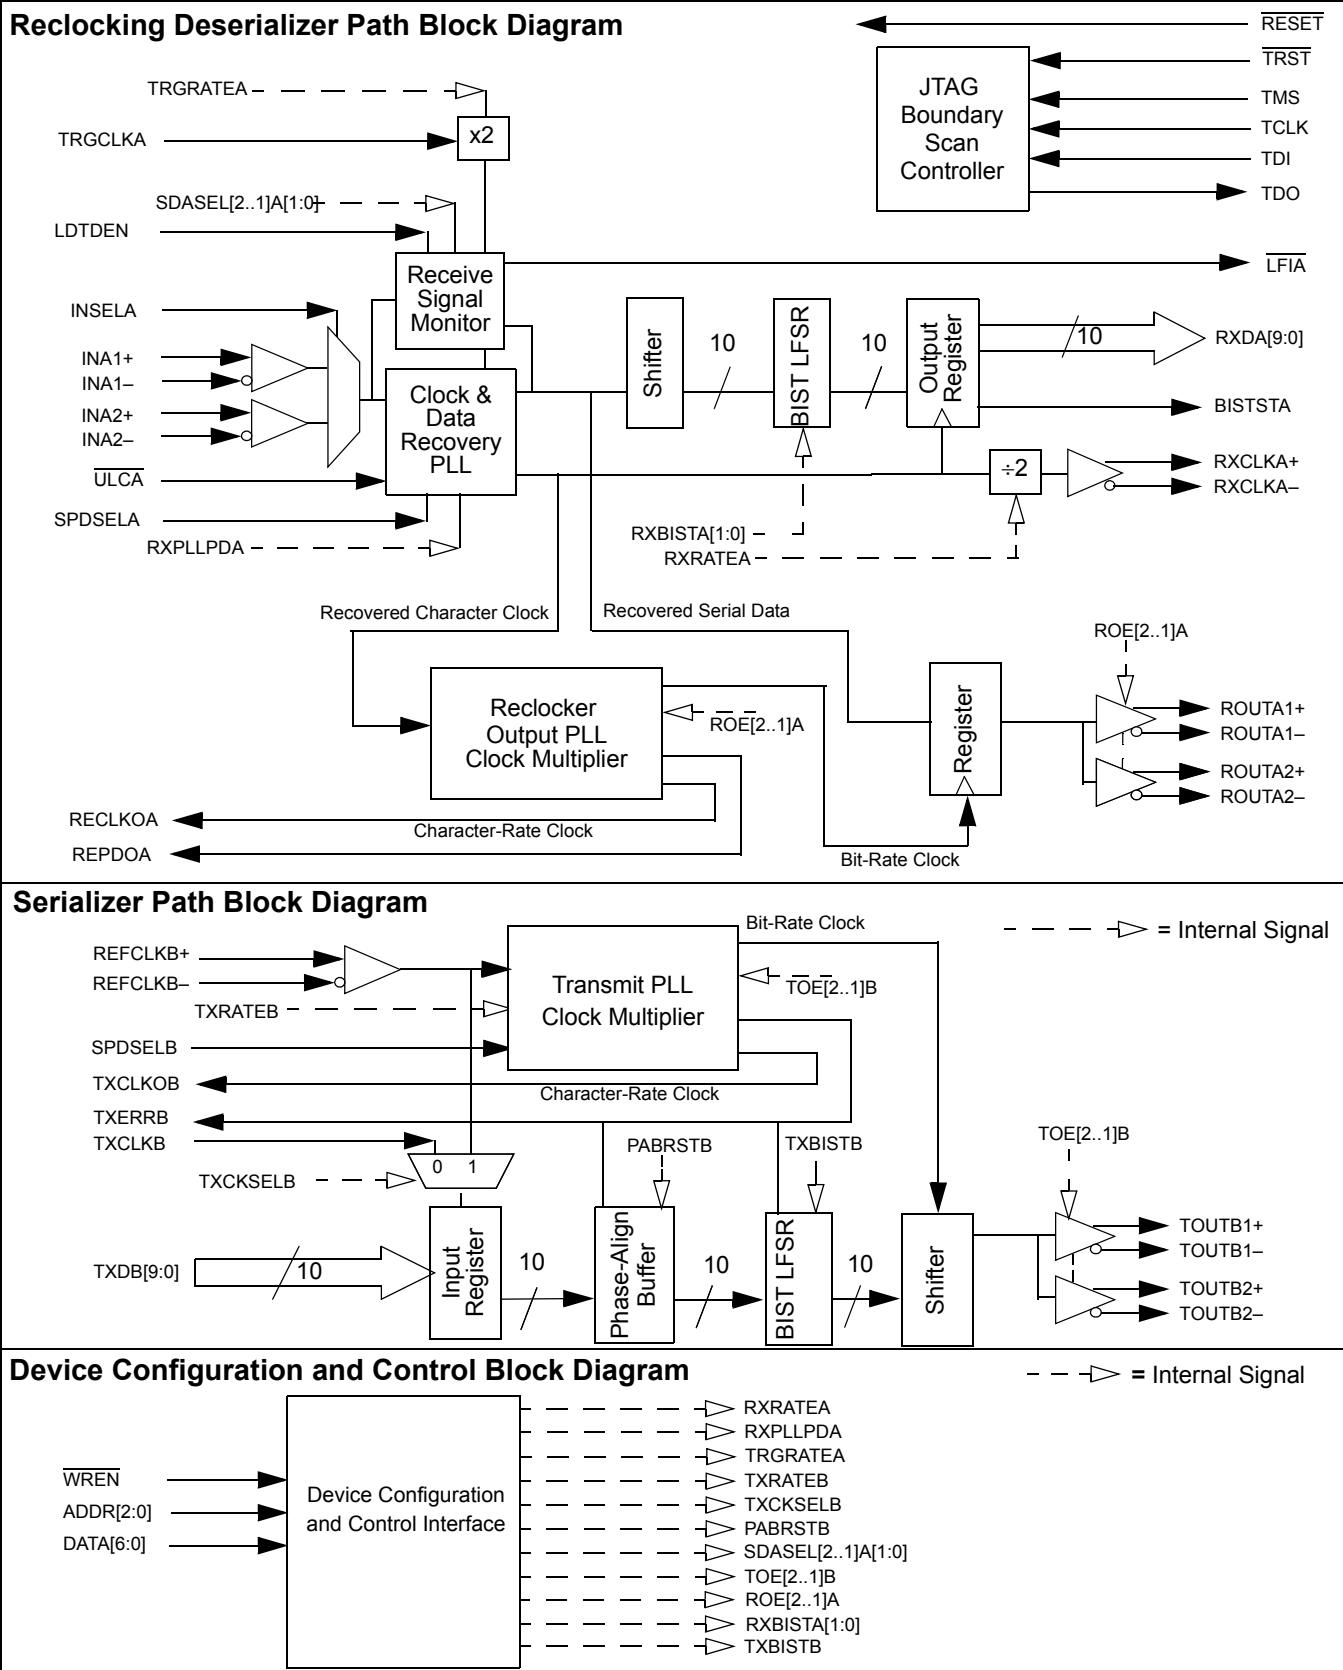 Reclocking Deserializer Path Block Diagram
RESET
TRST
TMS
TCLK
TDI
TDO
JTAG
Boundary
Scan
Controller
TRGRATEA
TRGCLKA
x2
SDASEL[2..1]A[1:0]
LDTDEN
Receive
Signal
Monitor
LFIA
INSELA
INA1+
INA1–
INA2+
INA2–
ULCA
SPDSELA
RXPLLPDA
Clock &
Data
Recovery
PLL
Shifter
10
BIST LFSR
10
Output
Register
10
RXDA[9:0]
BISTSTA
÷2
RXCLKA+
RXCLKA–
RXBISTA[1:0]
RXRATEA
Recovered Character Clock
Recovered Serial Data
Reclocker
Output PLL
Clock Multiplier
ROE[2..1]A
Register
ROE[2..1]A
ROUTA1+
ROUTA1–
ROUTA2+
ROUTA2–
RECLKOA
Character-Rate Clock
REPDOA
Bit-Rate Clock
Serializer Path Block Diagram
= Internal Signal
REFCLKB+
REFCLKB–
TXRATEB
SPDSELB
TXCLKOB
TXERRB
TXCLKB
TXCKSELB
TXDB[9:0]
Transmit PLL
Clock Multiplier
Bit-Rate Clock
TOE[2..1]B
Character-Rate Clock
0 1
PABRSTB
TXBISTB
TOE[2..1]B
10
Input
Register
10
Phase-Align
Buffer
10
BIST LFSR
10
Shifter
TOUTB1+
TOUTB1–
TOUTB2+
TOUTB2–
Device Configuration and Control Block Diagram
= Internal Signal
WREN
ADDR[2:0]
DATA[6:0]
Device Configuration
and Control Interface
RXRATEA
RXPLLPDA
TRGRATEA
TXRATEB
TXCKSELB
PABRSTB
SDASEL[2..1]A[1:0]
TOE[2..1]B
ROE[2..1]A
RXBISTA[1:0]
TXBISTB